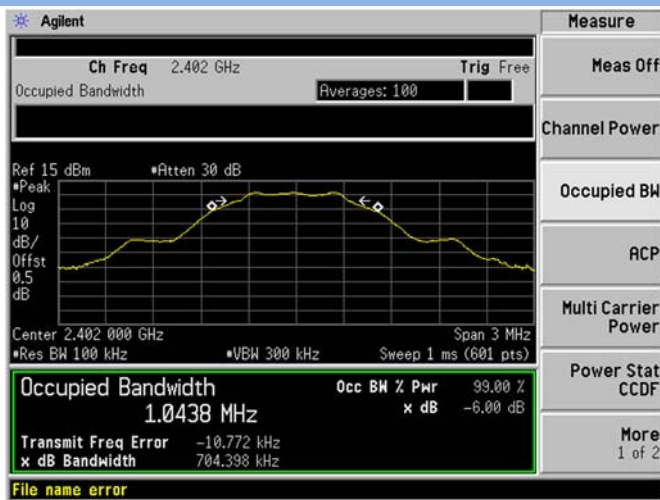 Agilent
Measure
Ch Freq 2.402 GHz Trig Free
Occupied Bandwidth Averages: 100
Meas Off
Channel Power
Occupied BW
ACP
Multi Carrier
Power
Power Stat
CCDF
More
1 of 2
Ref 15 dBm •Atten 30 dB
•Peak
Log
10
dB/
Offst
0.5
dB
Center 2.402 000 GHz Span 3 MHz
•Res BW 100 kHz •VBW 300 kHz Sweep 1 ms (601 pts)
Occupied Bandwidth Occ BW % Pwr 99.00 %
1.0438 MHz x dB -6.00 dB
Transmit Freq Error -10.772 kHz
x dB Bandwidth 704.398 kHz
File name error